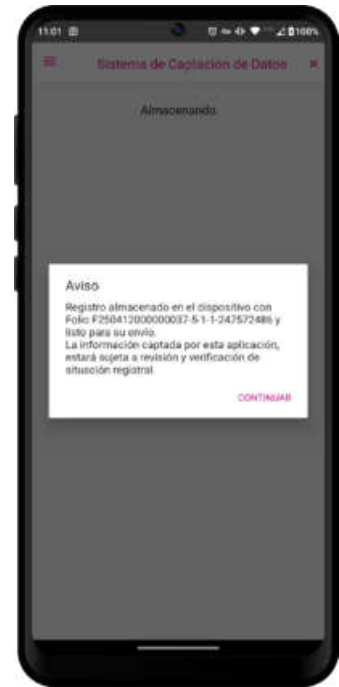 11:01
100%
Sistema de Captación de Datos ×
Almacenando
Aviso
Registro almacenado en el dispositivo con
Folio F250412000000037-5-1-1-247572486 y
listo para su envío.
La información captada por esta aplicación,
estará sujeta a revisión y verificación de
situación registral
CONTINUAR